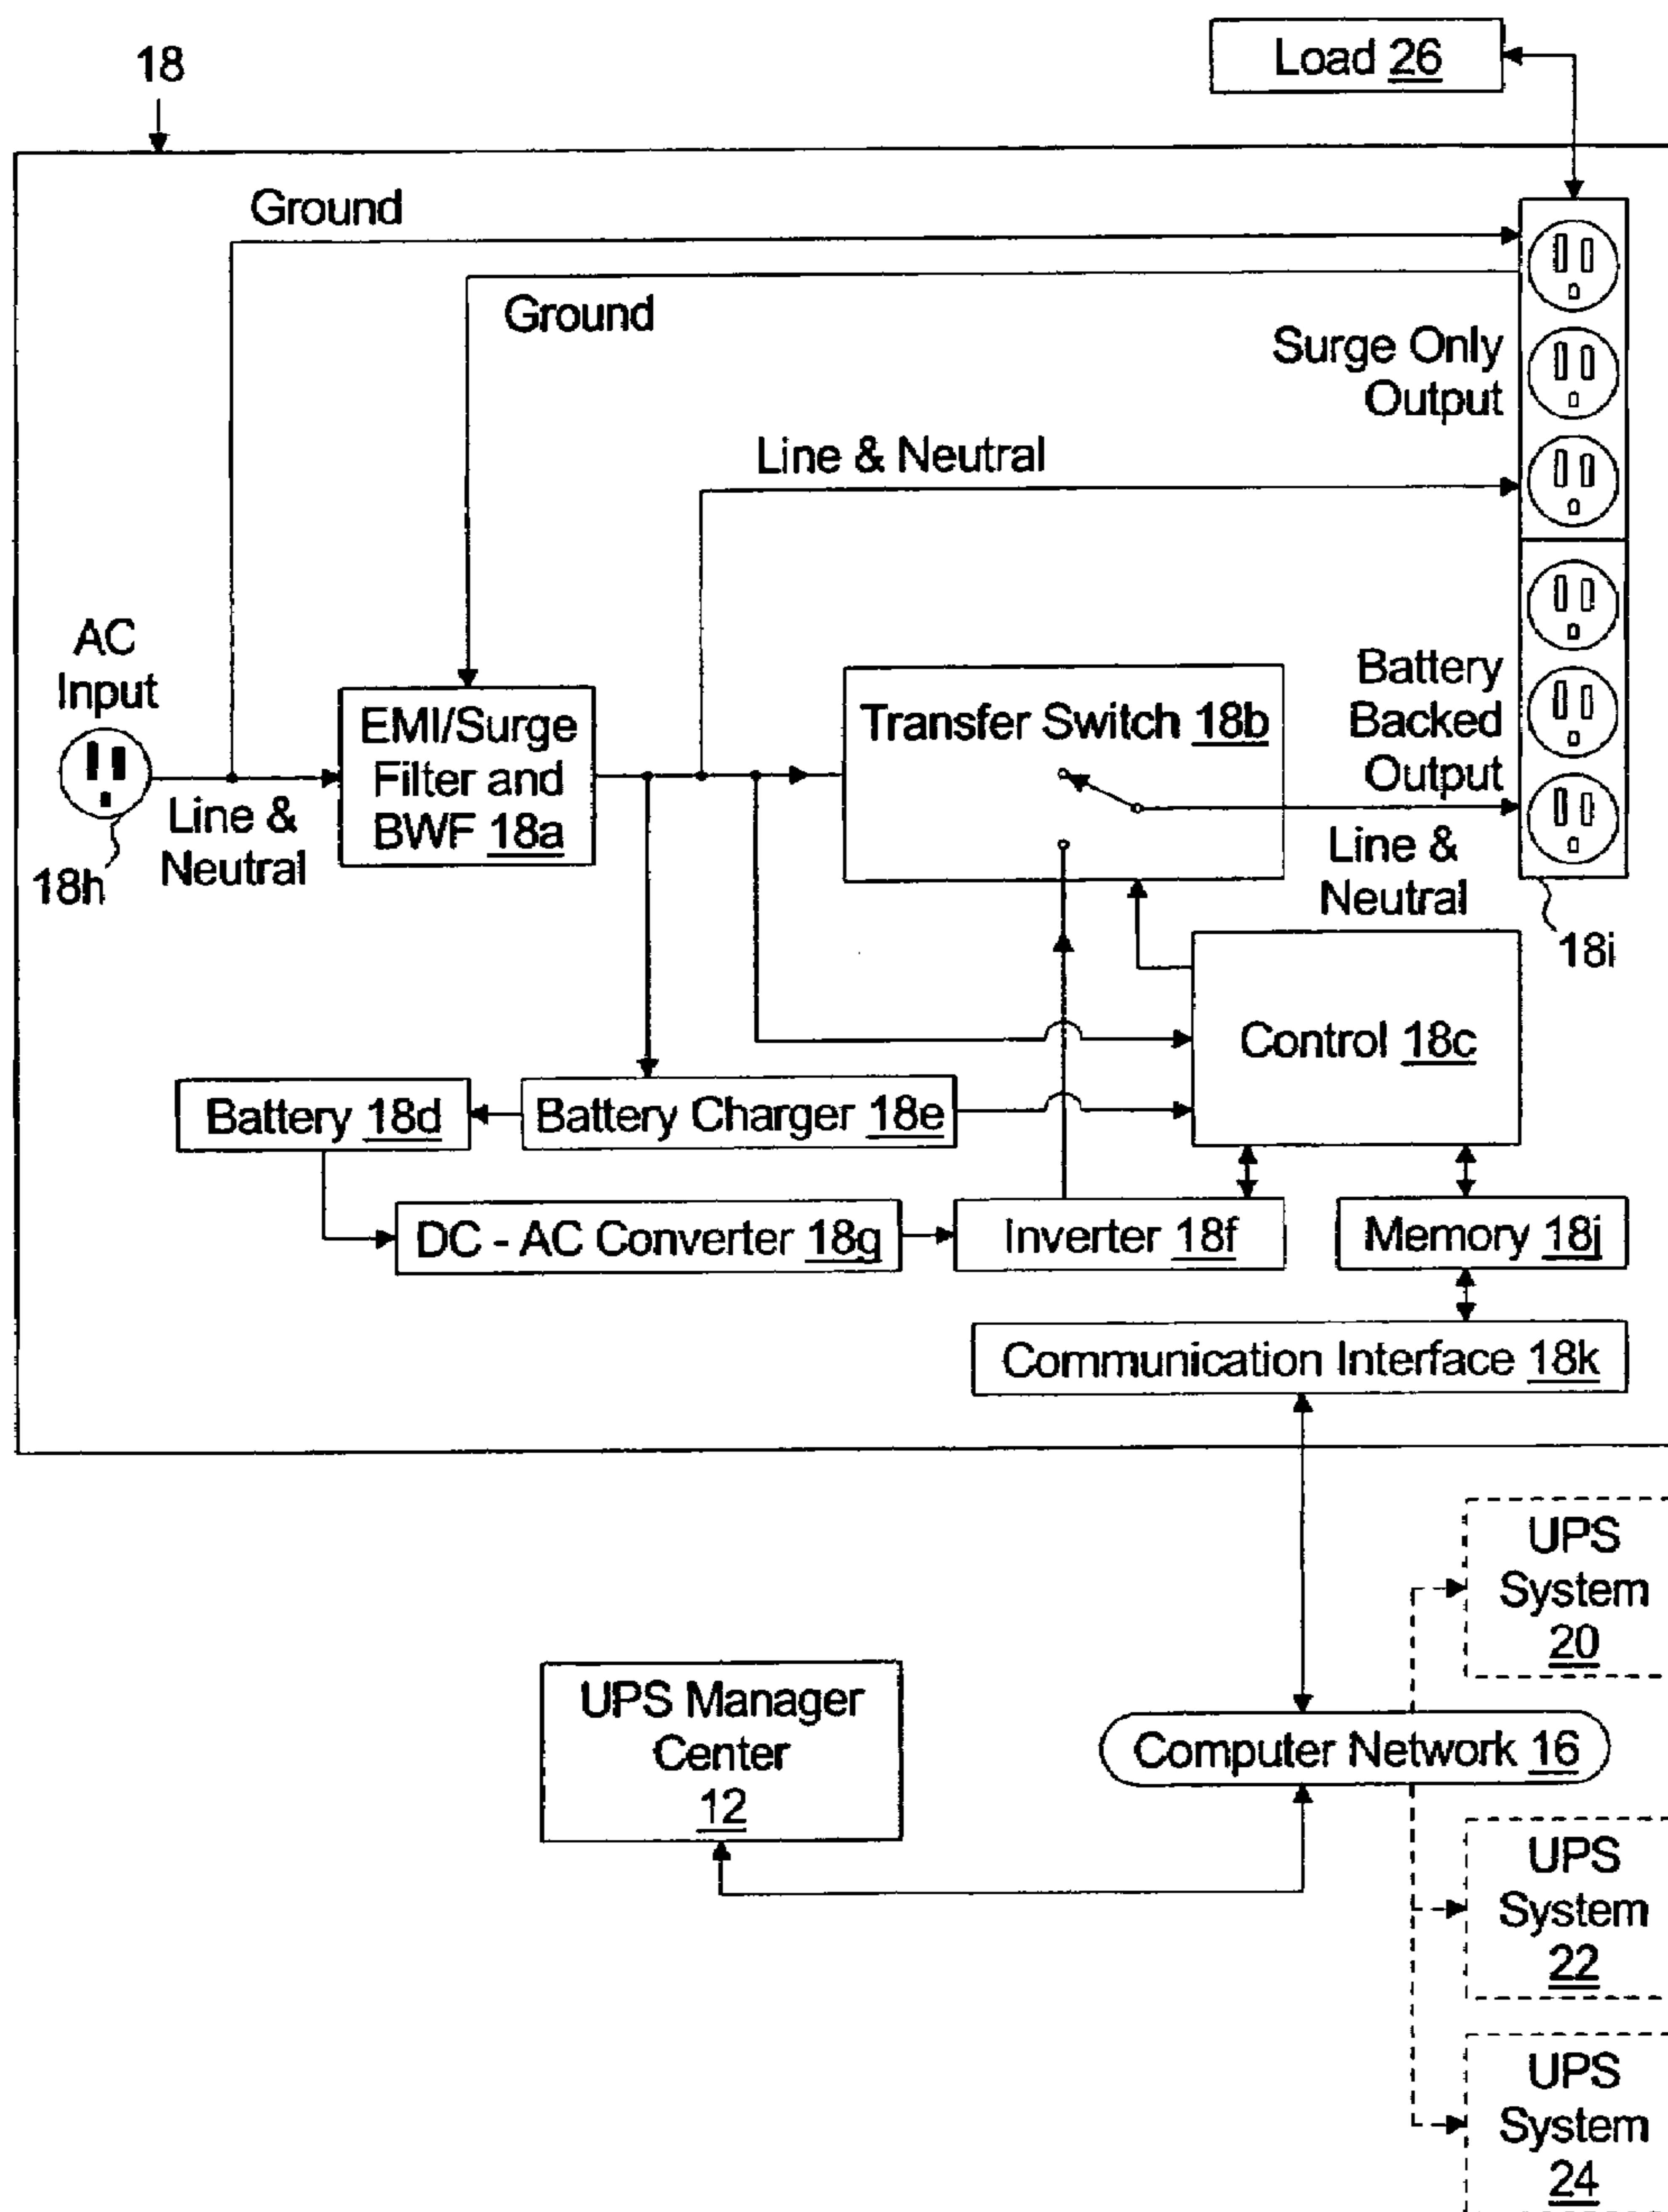 18
Load 26
Ground
Ground
Surge Only
Output
Line & Neutral
AC
Input
18h
Line &
Neutral
EMI/Surge
Filter and
BWF 18a
Transfer Switch 18b
Battery
Backed
Output
Line &
Neutral
18i
Control 18c
Battery 18d
Battery Charger 18e
DC - AC Converter 18g
Inverter 18f
Memory 18j
Communication Interface 18k
UPS
System
20
UPS Manager
Center
12
Computer Network 16
UPS
System
22
UPS
System
24